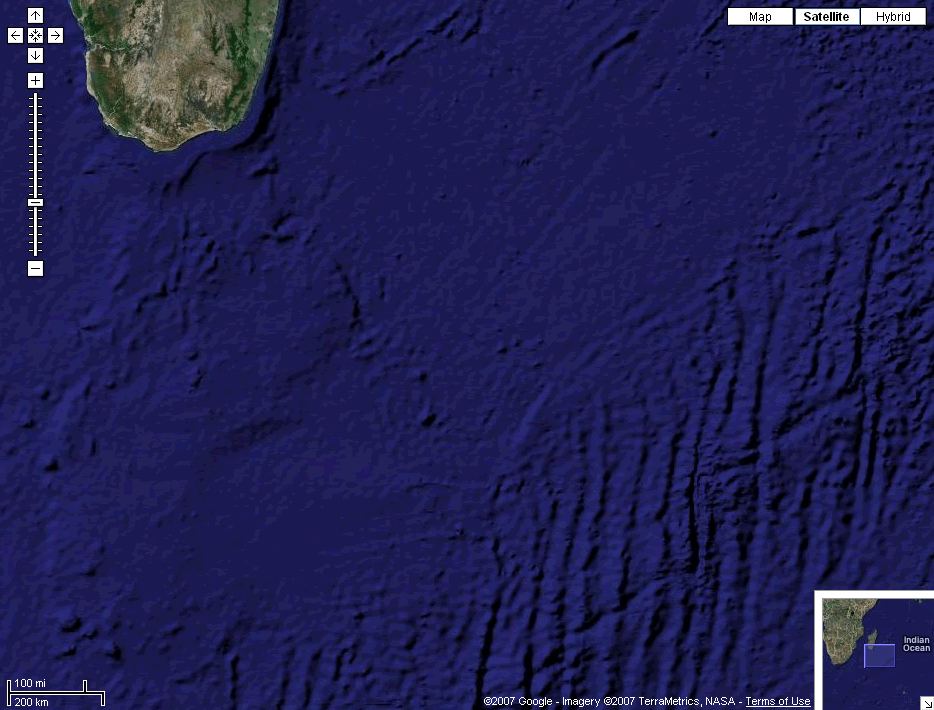 Map
Satellite
Hybrid
Indian
Ocean
100 mi
200 km
©2007 Google - Imagery ©2007 TerraMetrics, NASA - Terms of Use